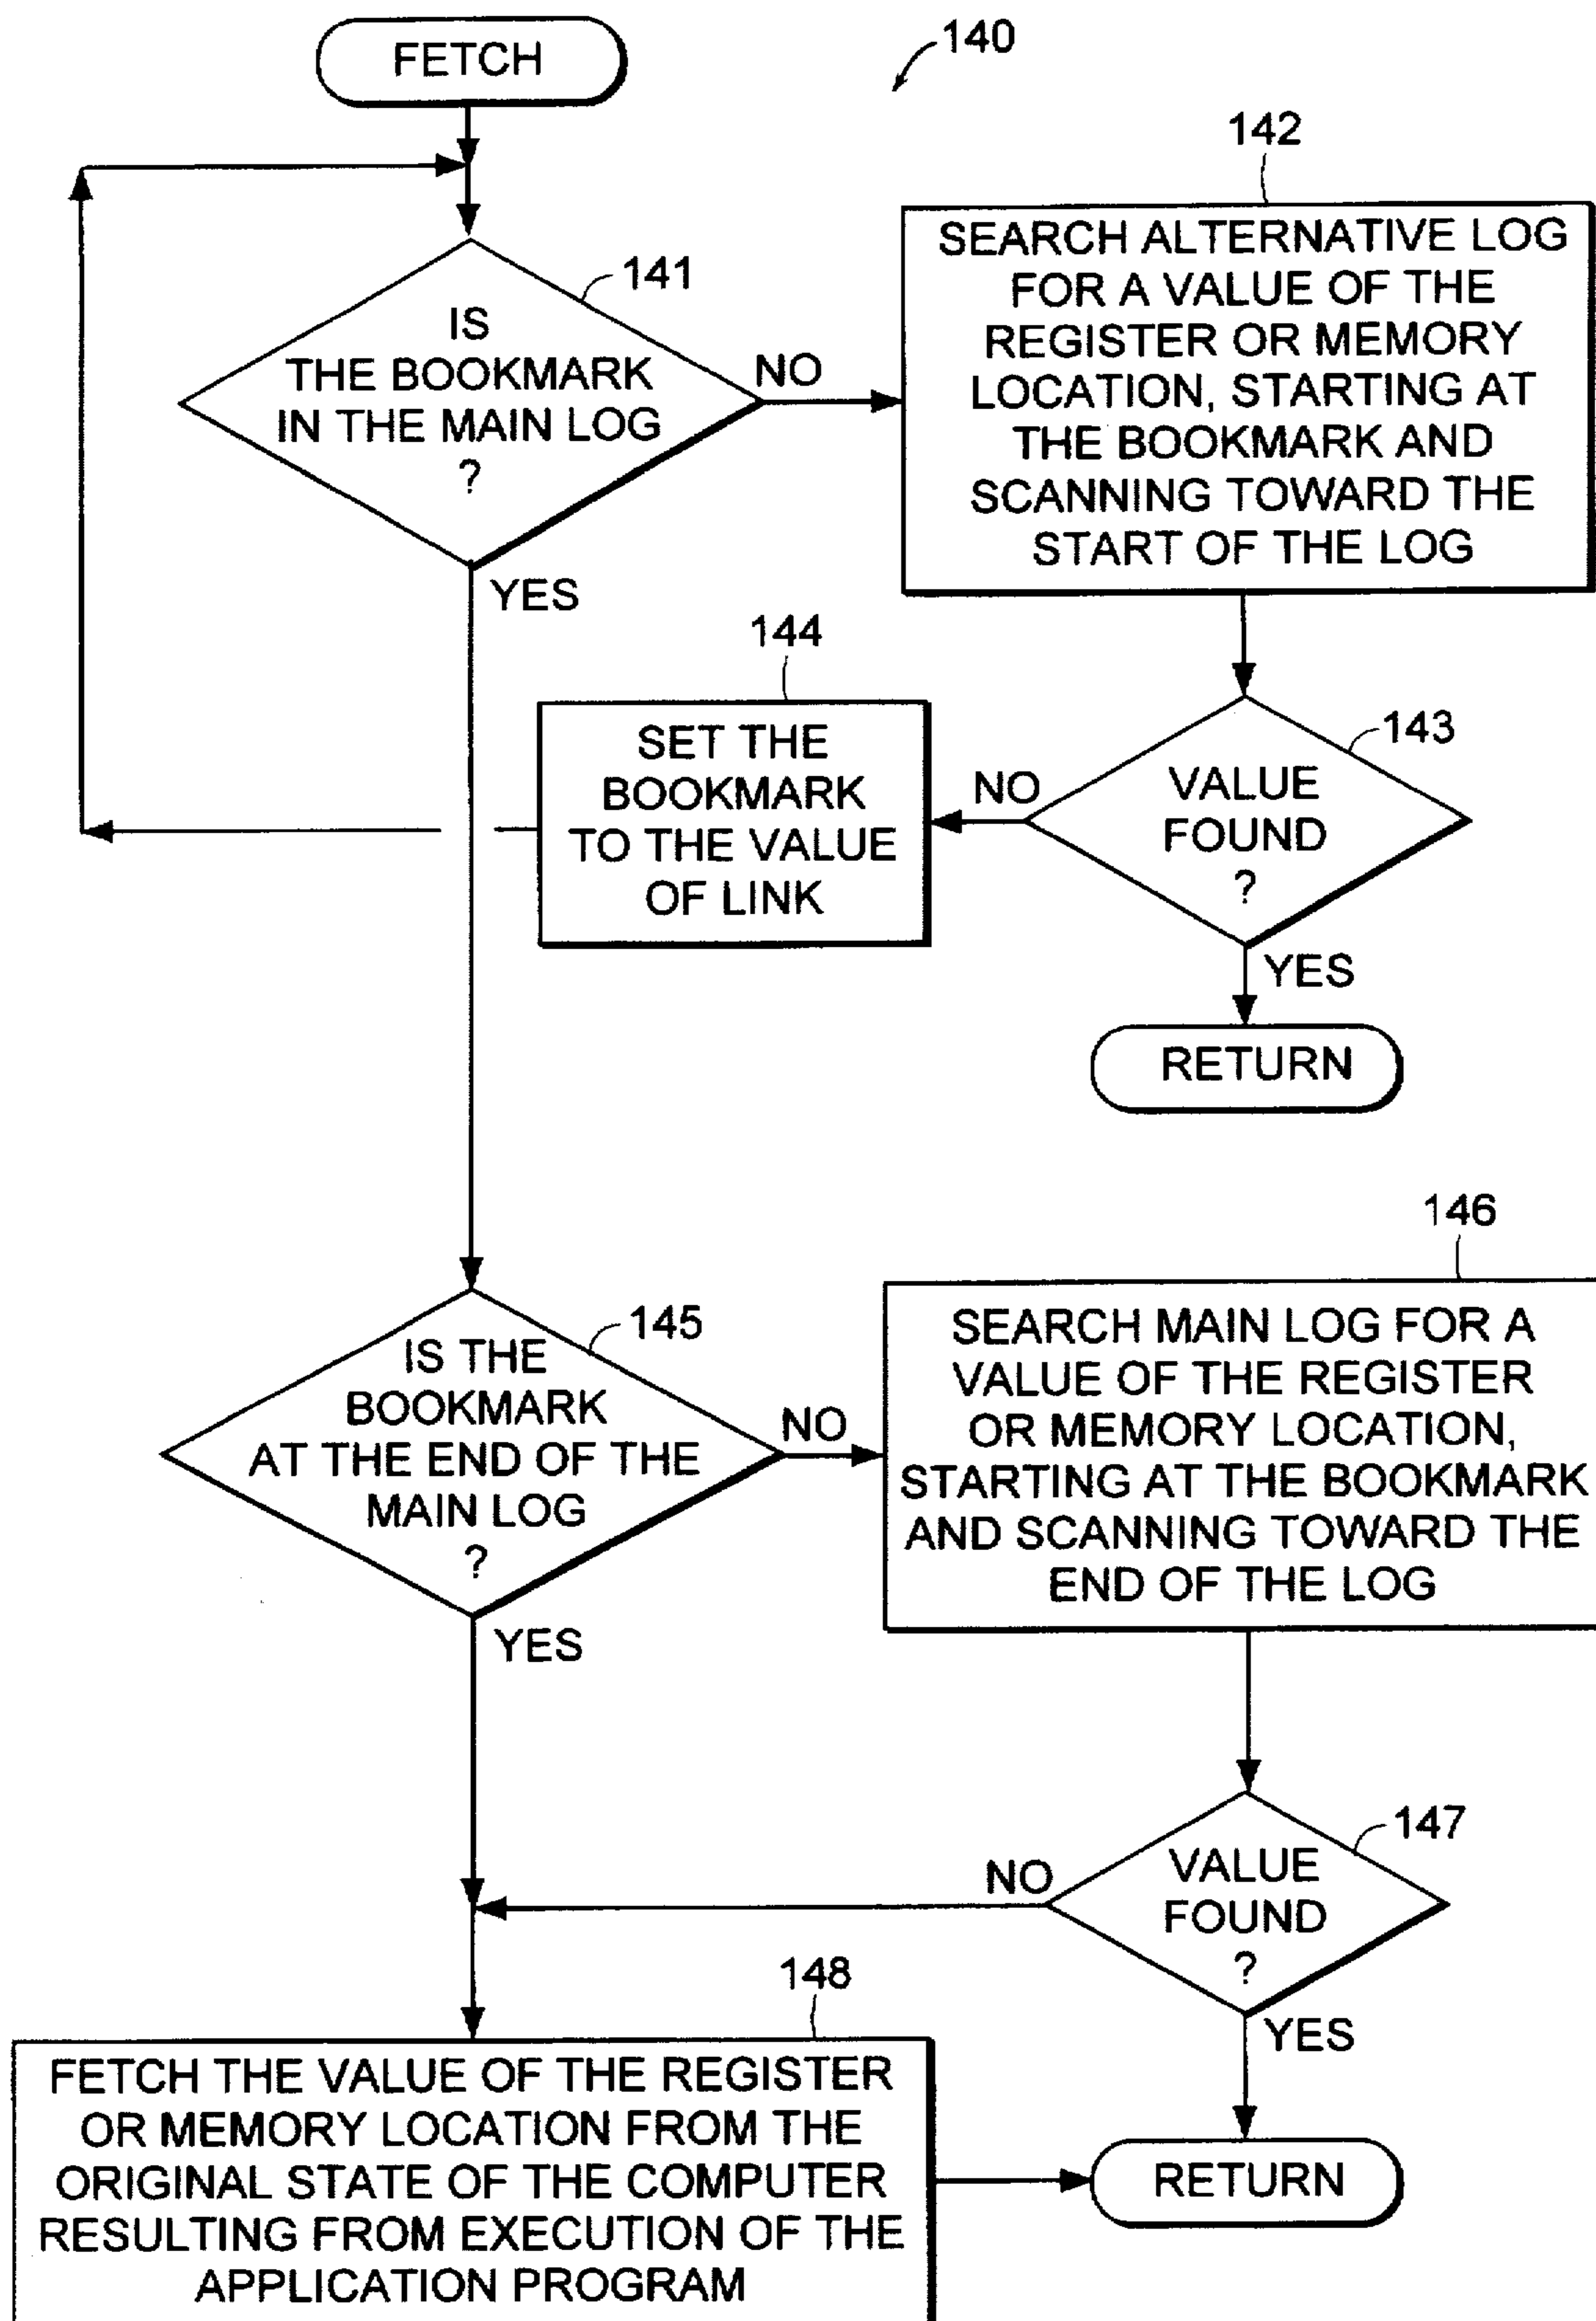 FETCH
140
141
IS
THE BOOKMARK
IN THE MAIN LOG
?
NO
YES
142
SEARCH ALTERNATIVE LOG
FOR A VALUE OF THE
REGISTER OR MEMORY
LOCATION, STARTING AT
THE BOOKMARK AND
SCANNING TOWARD THE
START OF THE LOG
143
VALUE
FOUND
?
NO
YES
144
SET THE
BOOKMARK
TO THE VALUE
OF LINK
RETURN
145
IS THE
BOOKMARK
AT THE END OF THE
MAIN LOG
?
NO
YES
146
SEARCH MAIN LOG FOR A
VALUE OF THE REGISTER
OR MEMORY LOCATION,
STARTING AT THE BOOKMARK
AND SCANNING TOWARD THE
END OF THE LOG
147
VALUE
FOUND
?
NO
YES
148
FETCH THE VALUE OF THE REGISTER
OR MEMORY LOCATION FROM THE
ORIGINAL STATE OF THE COMPUTER
RESULTING FROM EXECUTION OF THE
APPLICATION PROGRAM
RETURN